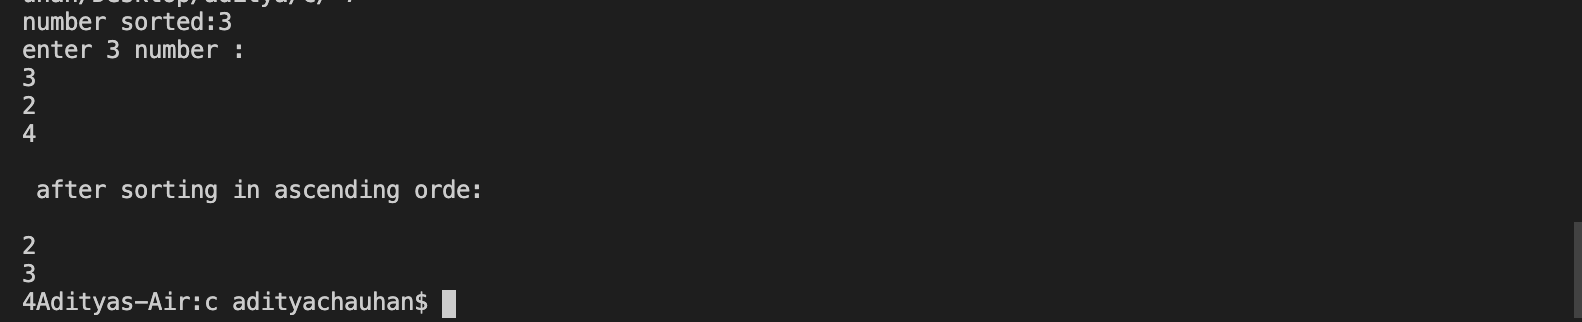 number sorted:3
enter 3 number :
3
2
4
after sorting in ascending orde:
2
3
4Adityas-Air:c adityachauhan$